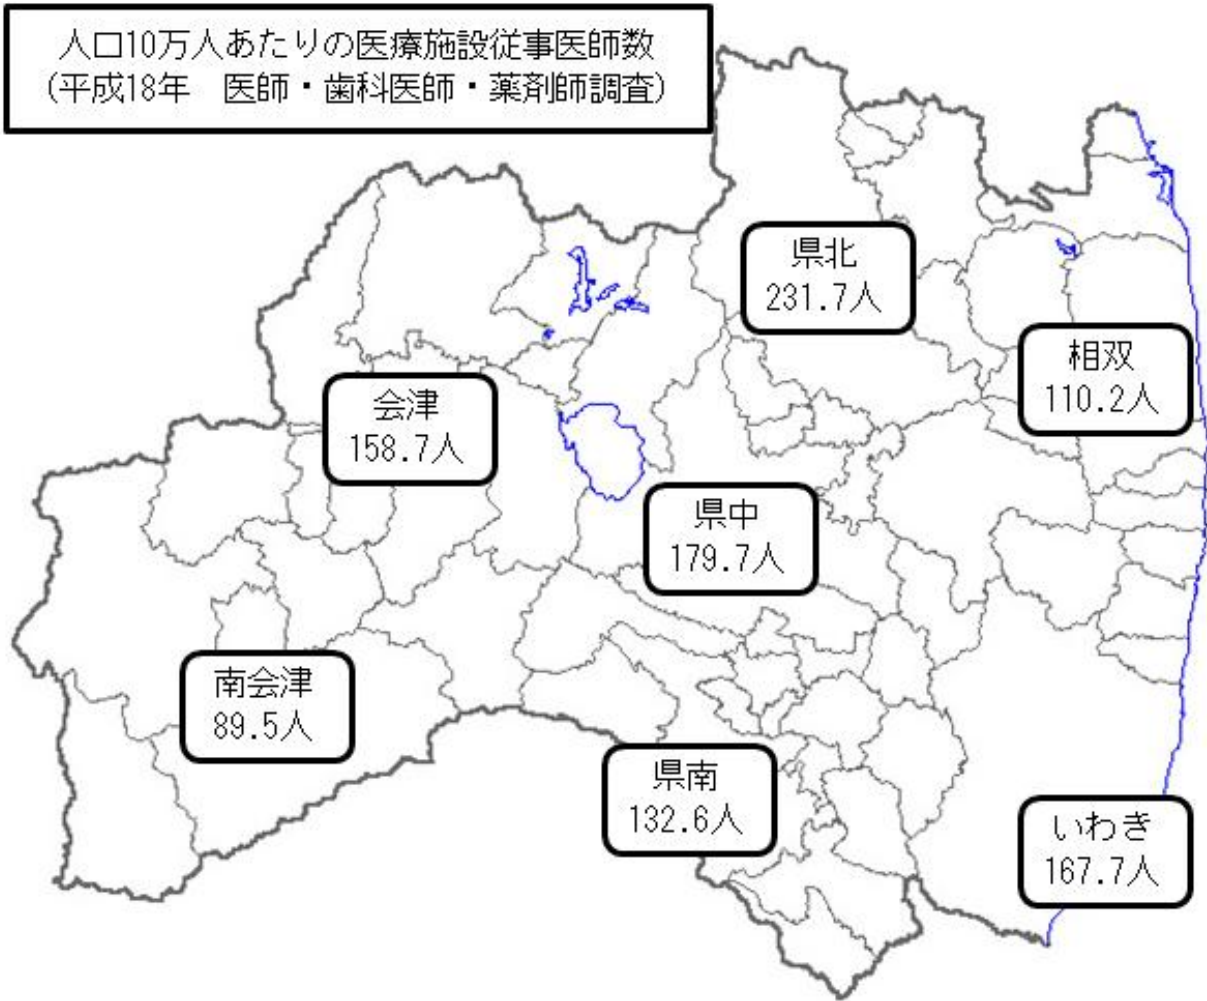 人口10万人あたりの医療施設従事医師数
(平成18年　医師・歯科医師・薬剤師調査)
県北
231.7人
相双
110.2人
会津
158.7人
県中
179.7人
南会津
89.5人
県南
132.6人
いわき
167.7人